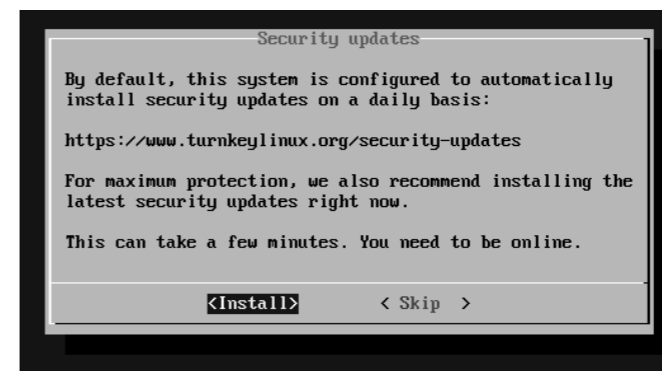 Security updates
By default, this system is configured to automatically
install security updates on a daily basis:
https://www.turnkeylinux.org/security-updates
For maximum protection, we also recommend installing the
latest security updates right now.
This can take a few minutes. You need to be online.
<Install> < Skip >